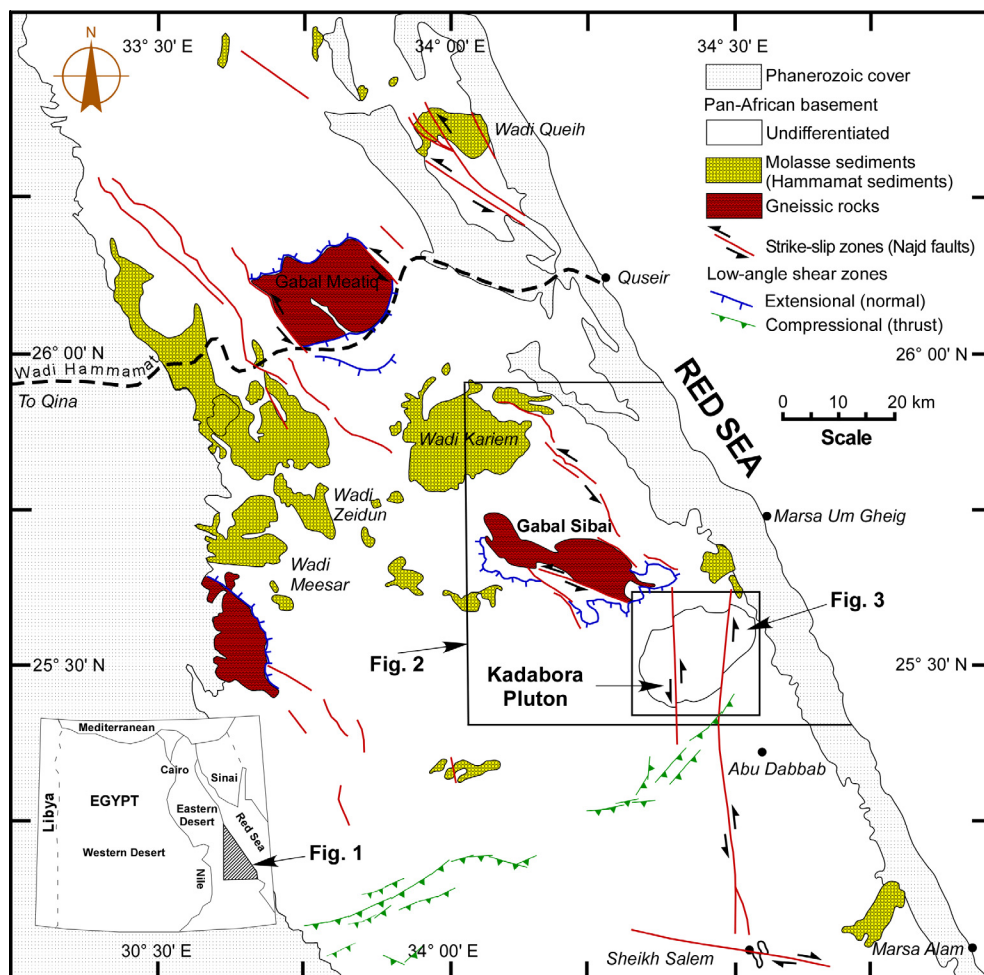 33° 30' E
34° 00' E
34° 30' E
N
Phanerozoic cover
Pan-African basement
Undifferentiated
Molasse sediments
(Hammamat sediments)
Gneissic rocks
Strike-slip zones (Najd faults)
Low-angle shear zones
Extensional (normal)
Compressional (thrust)
Wadi Queih
Gabal Meatiq
Quseir
26° 00' N
26° 00' N
Wadi Hammamat
To Qina
RED SEA
0 10 20 km
Scale
Wadi Kariem
Wadi
Zeidun
Gabal Sibai
Marsa Um Gheig
Wadi
Meesar
Fig. 3
25° 30' N
25° 30' N
Fig. 2
Kadabora
Pluton
Abu Dabbab
Mediterranean
Cairo
Sinai
Libya
EGYPT
Eastern
Desert
Red Sea
Western Desert
Nile
Fig. 1
Sheikh Salem
Marsa Alam
30° 30' E
34° 00' E
34° 30' E